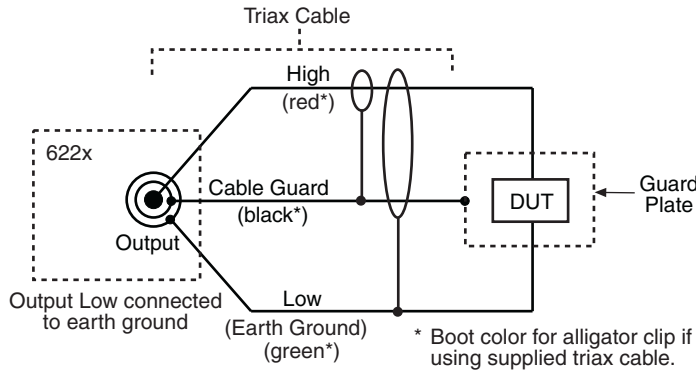 Triax Cable
High
(red*)
622x
Cable Guard
(black*)
Output
DUT
Guard
Plate
Output Low connected
to earth ground
Low
(Earth Ground)
(green*)
* Boot color for alligator clip if
using supplied triax cable.